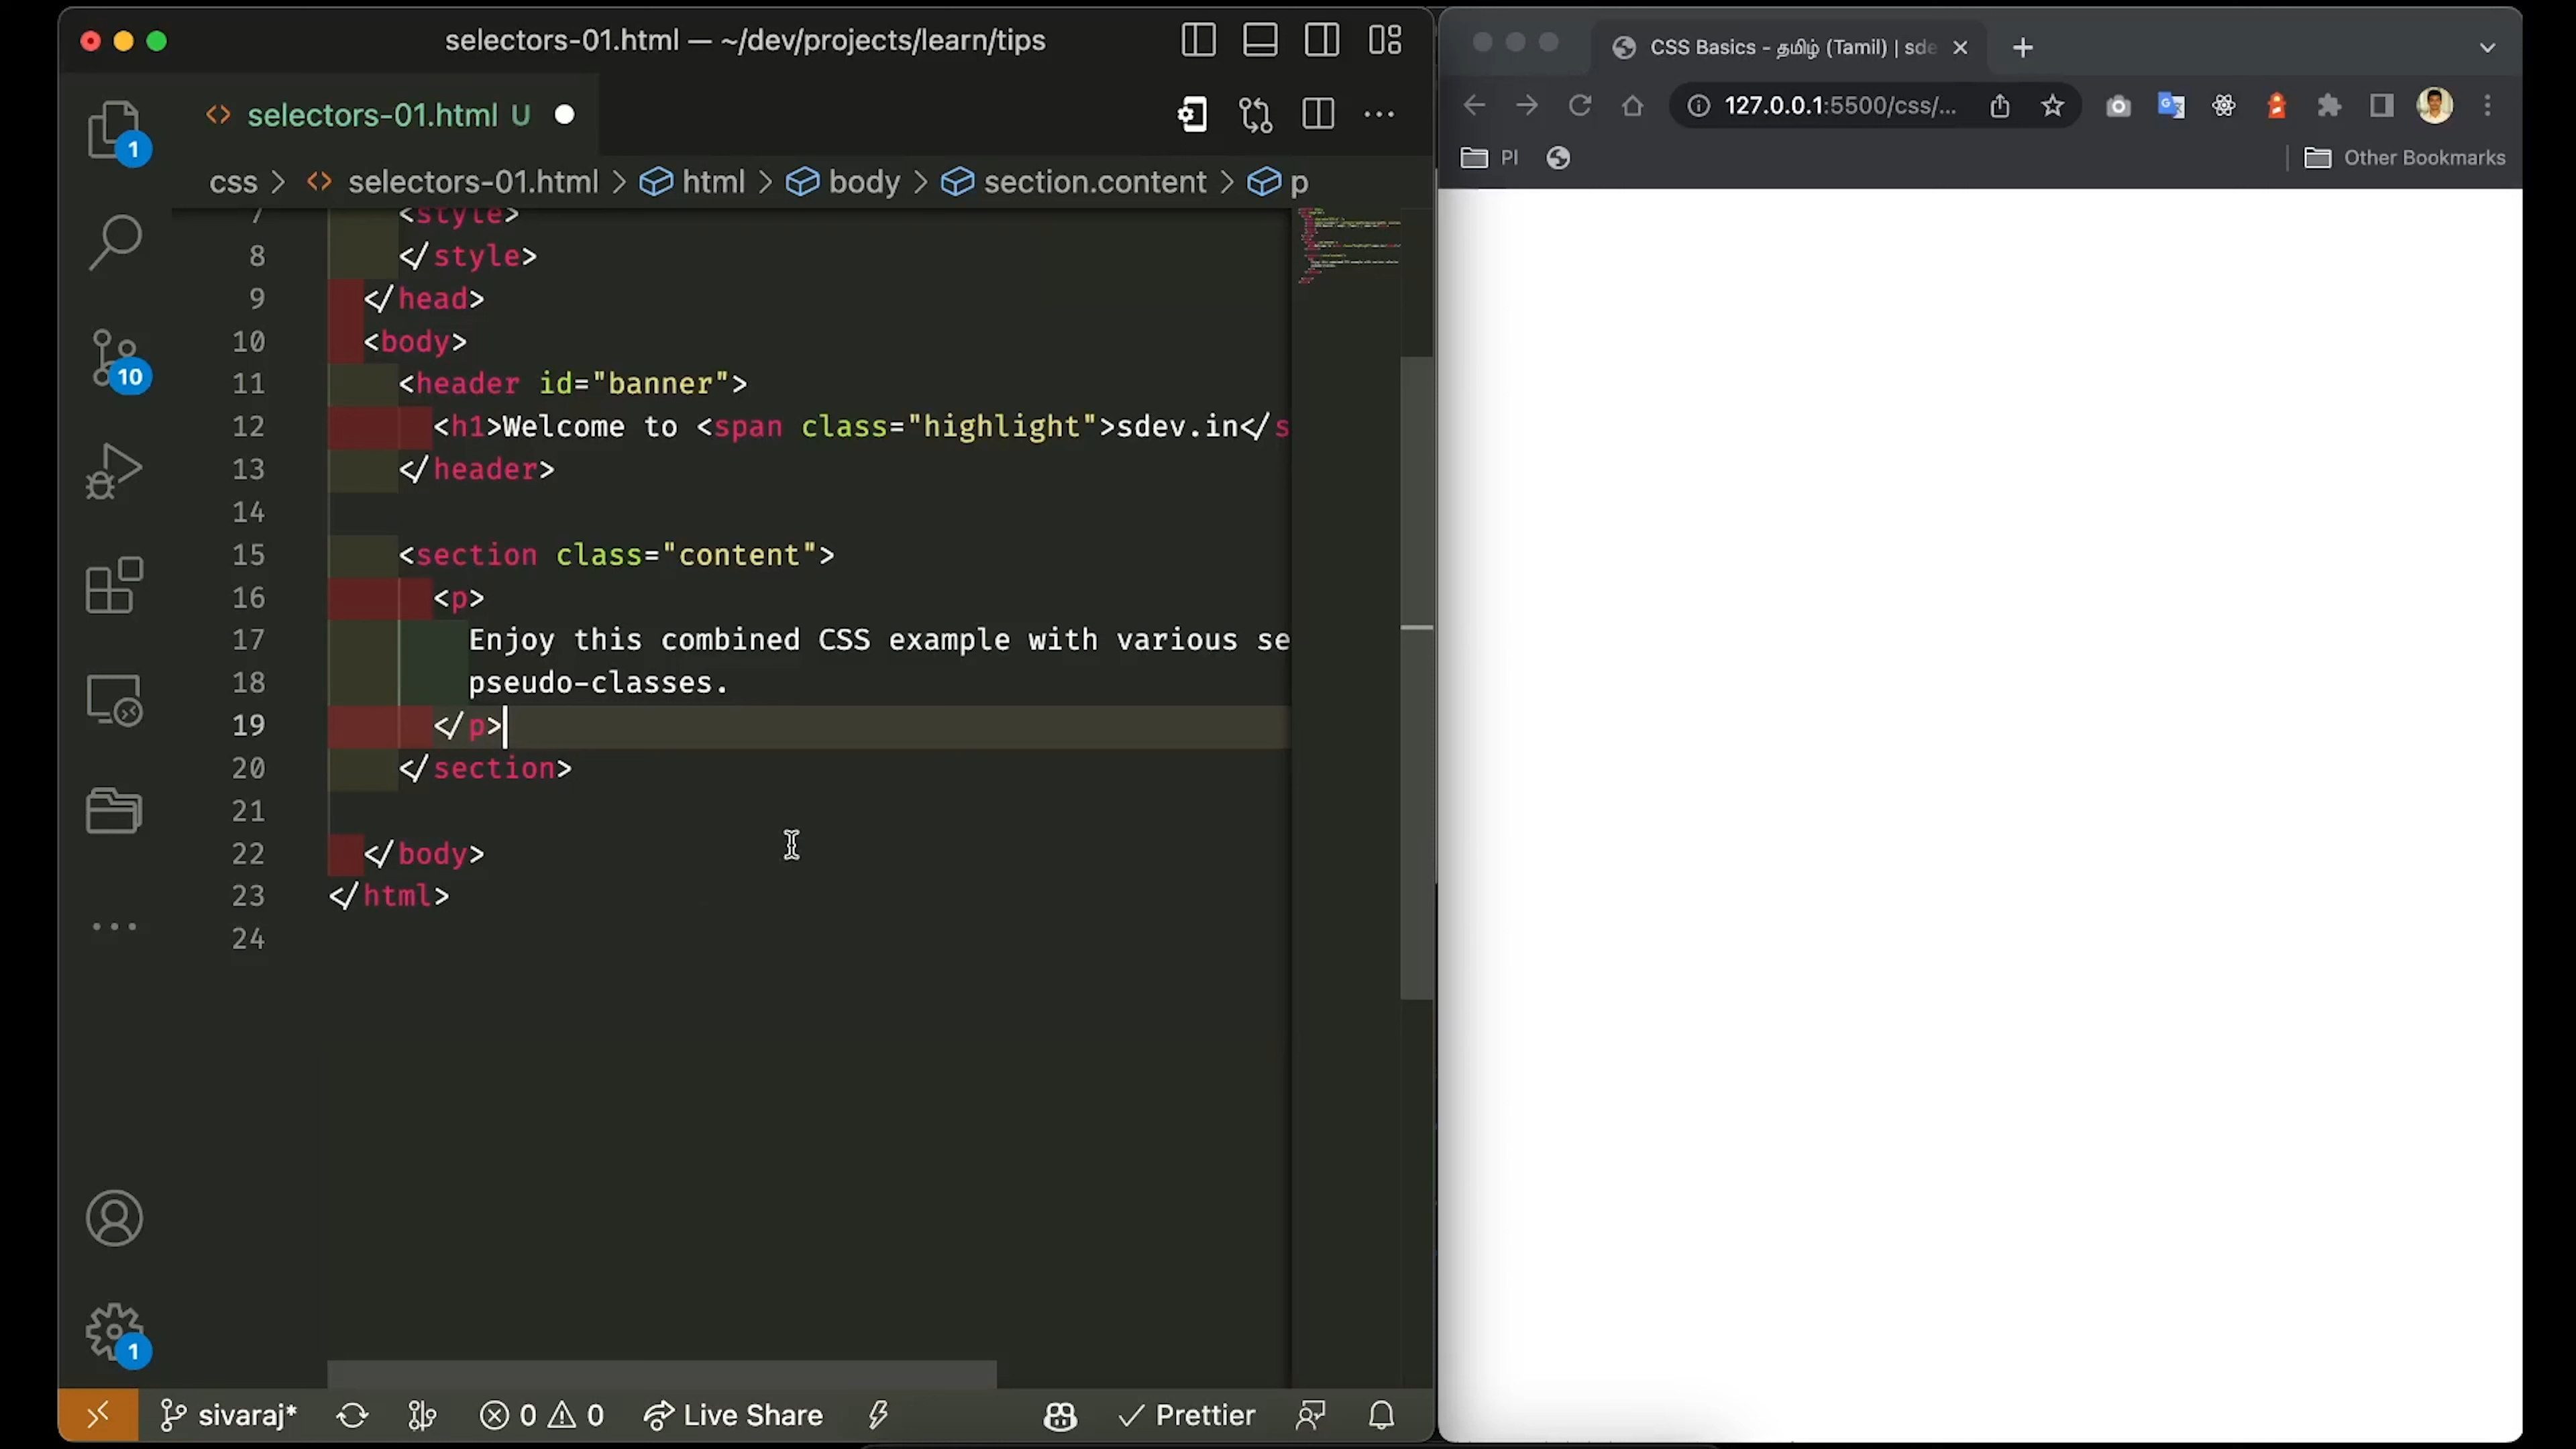 selectors-01.html — ~/dev/projects/learn/tips
selectors-01.html U
css > selectors-01.html > html > body > section.content > p
7 <style>
8 </style>
9 </head>
10 <body>
11 <header id="banner">
12 <h1>Welcome to <span class="highlight">sdev.in</s
13 </header>
14
15 <section class="content">
16 <p>
17 Enjoy this combined CSS example with various se
18 pseudo-classes.
19 </p>
20 </section>
21
22 </body>
23 </html>
24
1
10
1
sivaraj* 0 0 Live Share Prettier
CSS Basics - தமிழ் (Tamil) | sde
127.0.0.1:5500/css/...
PI Other Bookmarks